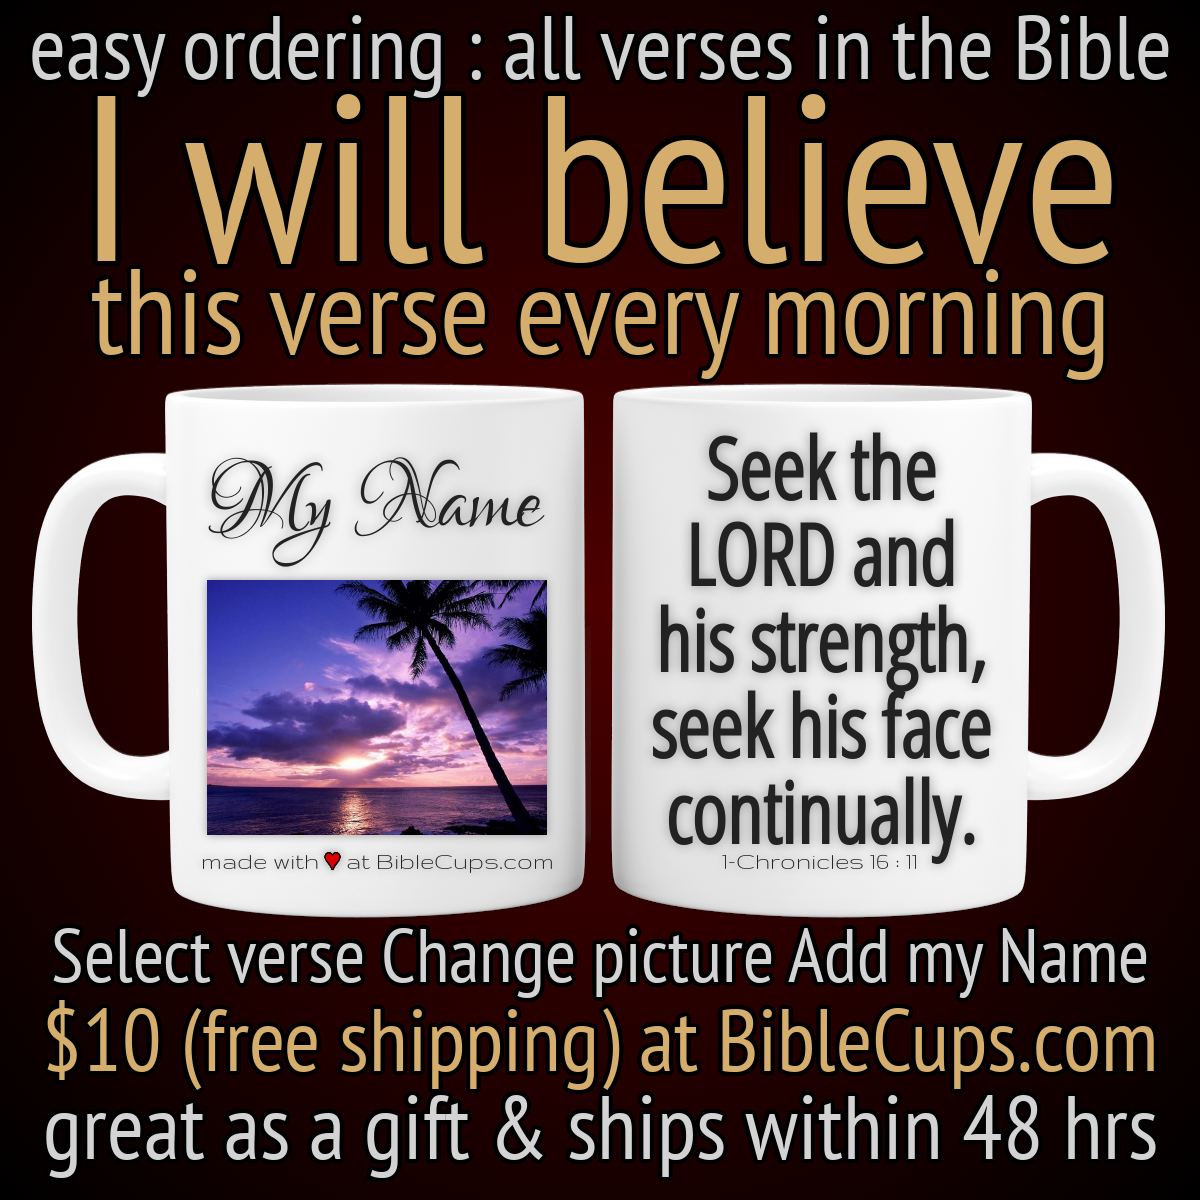 easy ordering : all verses in the Bible
I will believe
this verse every morning
My Name
made with ♥ at BibleCups.com
Seek the
LORD and
his strength,
seek his face
continually.
1-Chronicles 16 : 11
Select verse Change picture Add my Name
$10 (free shipping) at BibleCups.com
great as a gift & ships within 48 hrs